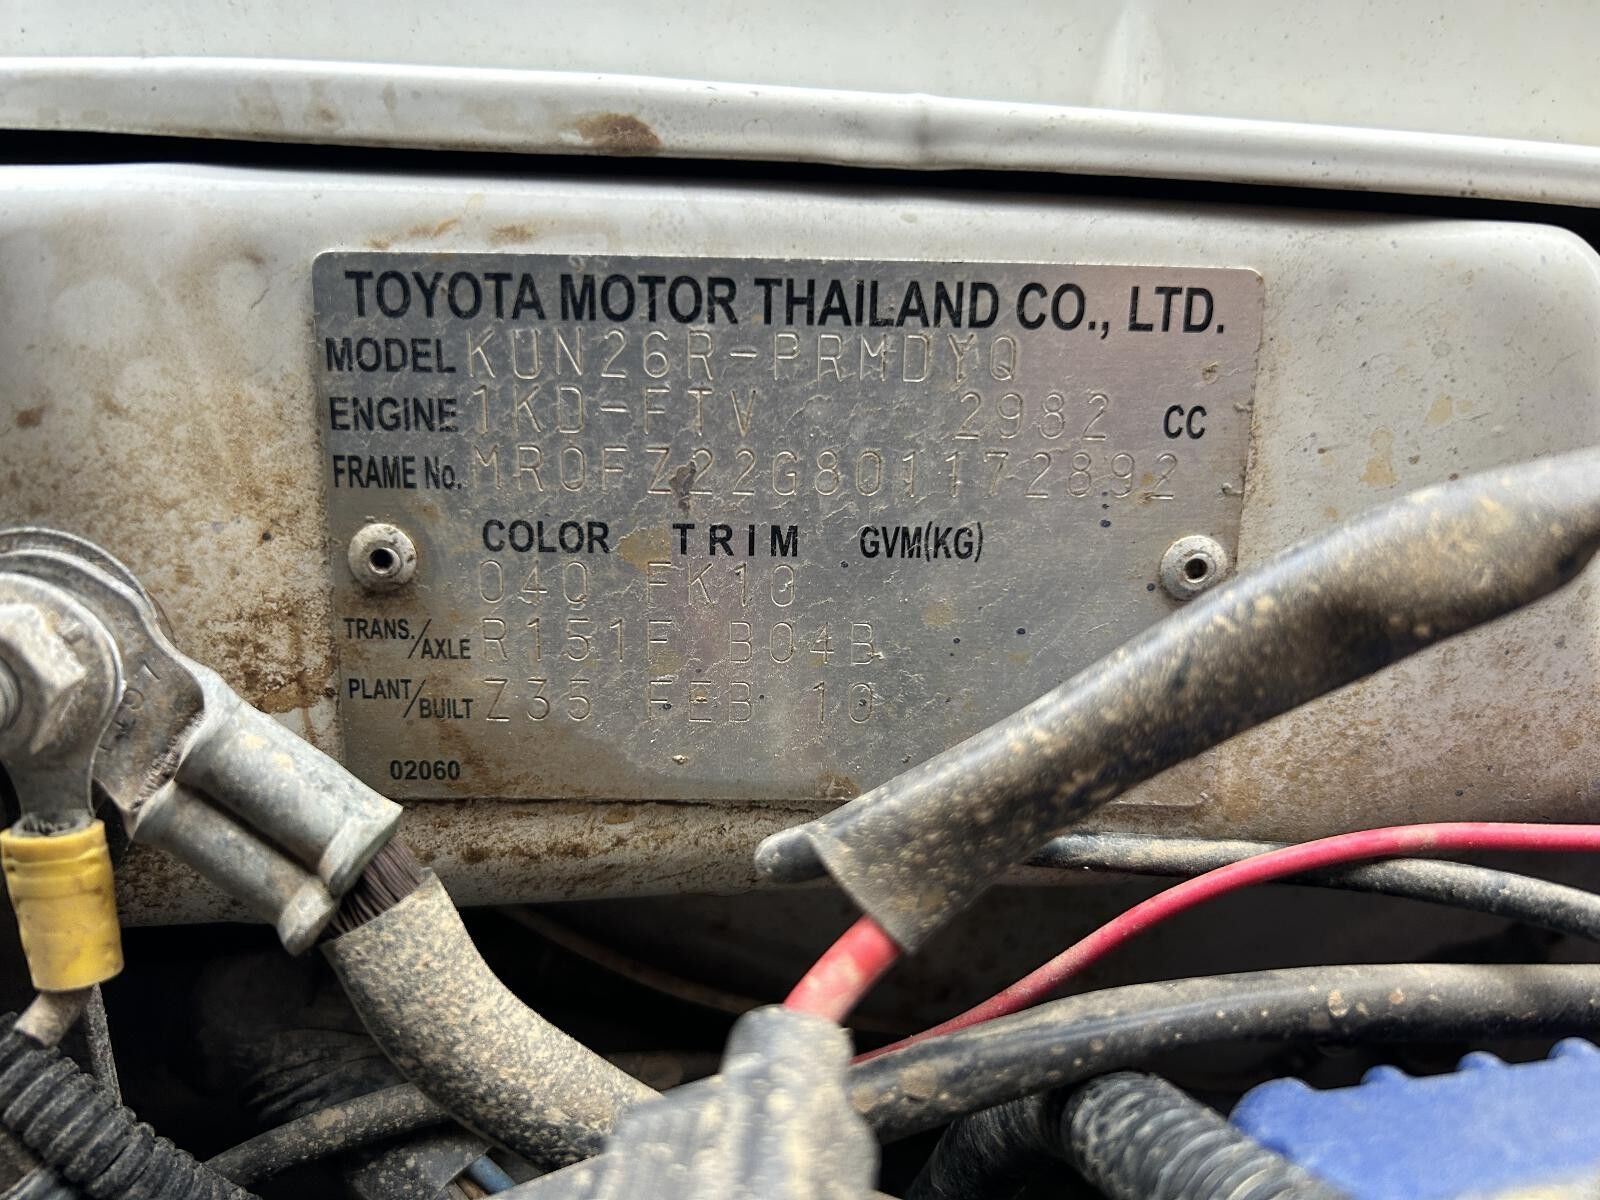 TOYOTA MOTOR THAILAND CO., LTD.
MODEL KUN26R-PRMDYQ
ENGINE 1KD-FTV 2982 CC
FRAME No. MR0FZ22G801172892
COLOR TRIM GVM(KG)
040 FK10
TRANS./AXLE R151F B04B
PLANT/BUILT Z35 FEB 10
02060